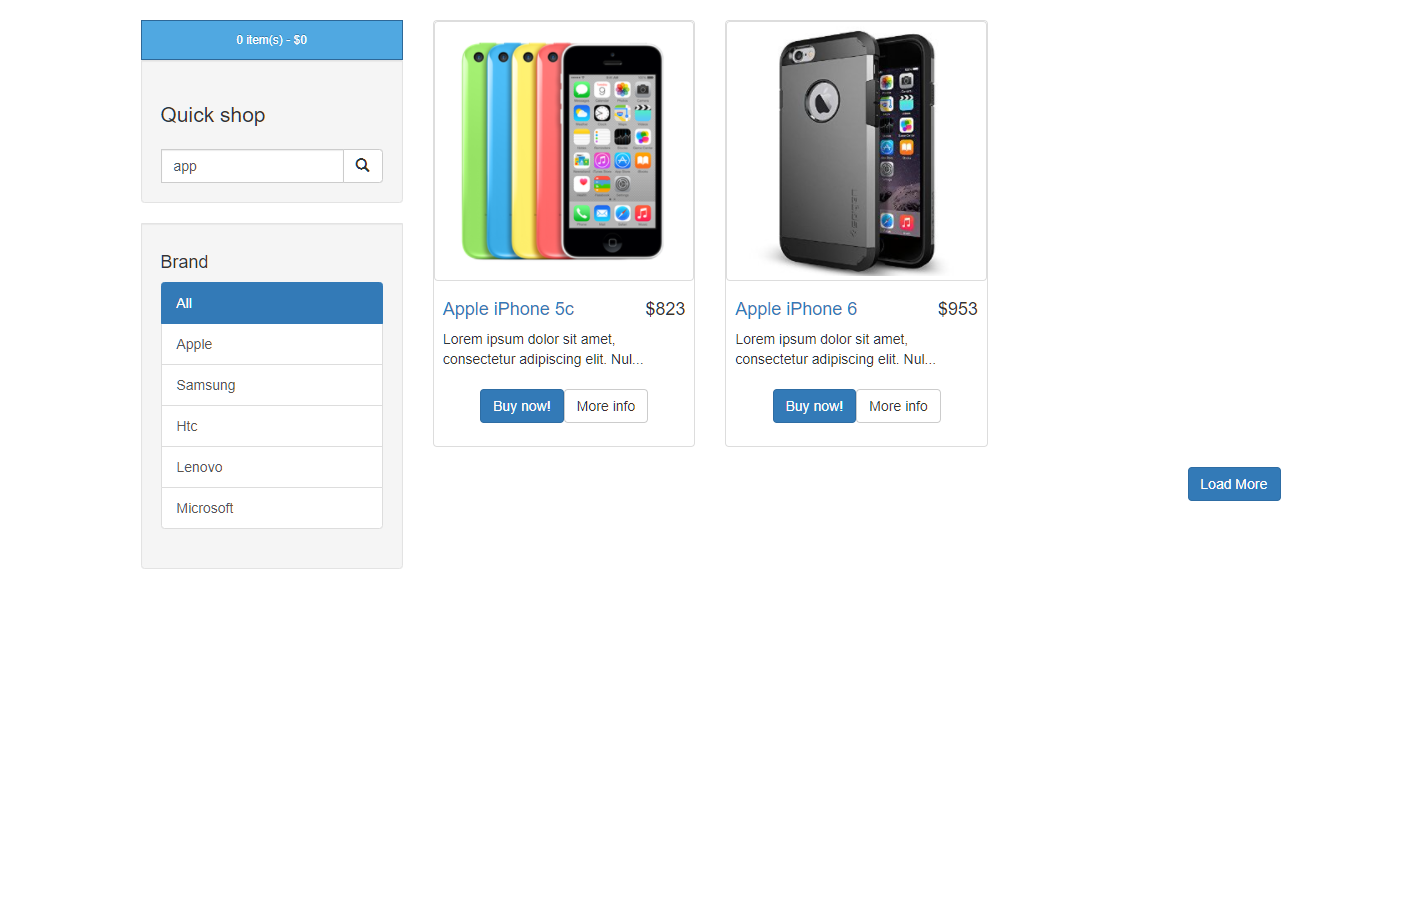 0 item(s) - $0
Quick shop
app
Brand
All
Apple
Samsung
Htc
Lenovo
Microsoft
Apple iPhone 5c $823
Lorem ipsum dolor sit amet,
consectetur adipiscing elit. Nul...
Buy now! More info
Apple iPhone 6 $953
Lorem ipsum dolor sit amet,
consectetur adipiscing elit. Nul...
Buy now! More info
Load More